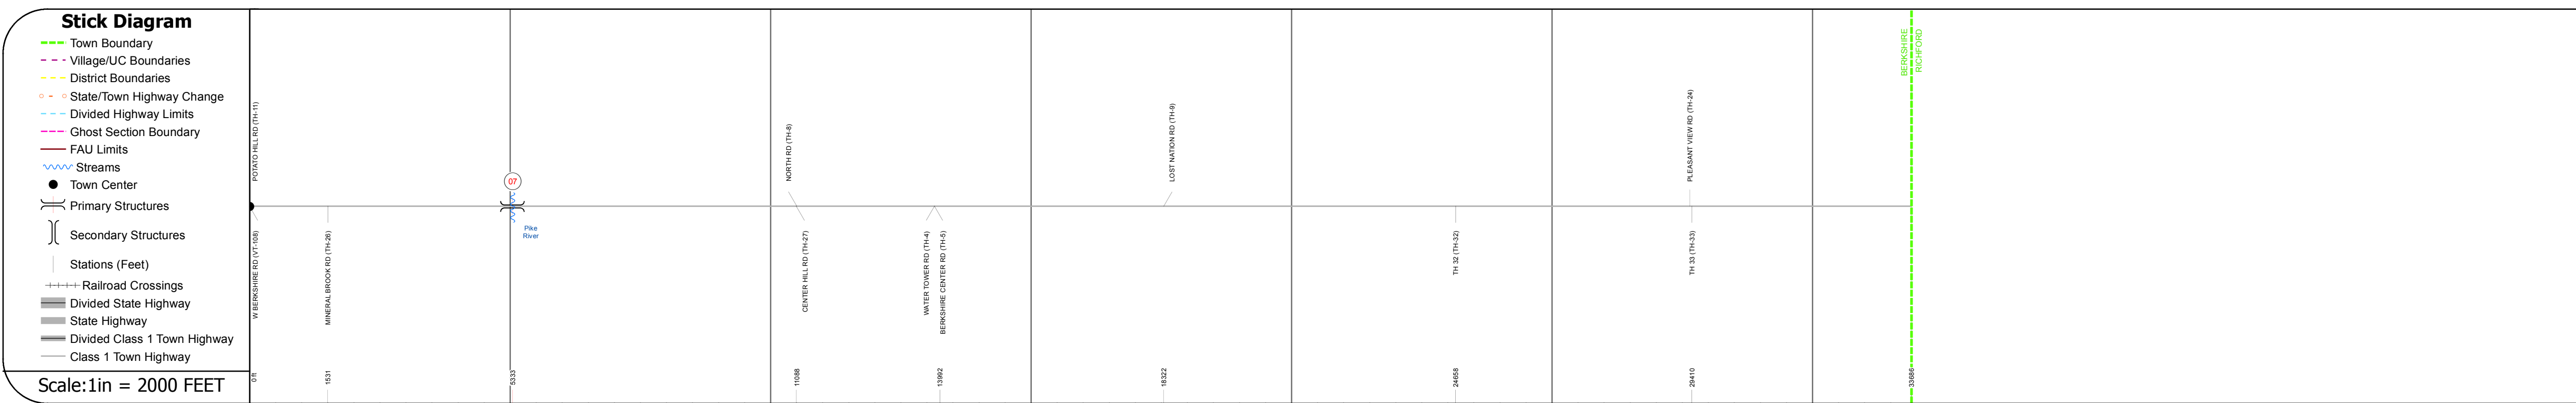 Stick Diagram
Town Boundary
Village/UC Boundaries
District Boundaries
State/Town Highway Change
Divided Highway Limits
Ghost Section Boundary
FAU Limits
Streams
Town Center
Primary Structures
Secondary Structures
Stations (Feet)
Railroad Crossings
Divided State Highway
State Highway
Divided Class 1 Town Highway
Class 1 Town Highway
Scale:1in = 2000 FEET
POTATO HILL RD (TH-11)
W BERKSHIRE RD (VT-108)
0 ft
MINERAL BROOK RD (TH-26)
1531
07
Pike
River
5333
NORTH RD (TH-8)
CENTER HILL RD (TH-27)
11088
WATER TOWER RD (TH-4)
BERKSHIRE CENTER RD (TH-5)
13992
LOST NATION RD (TH-9)
18322
TH 32 (TH-32)
24658
PLEASANT VIEW RD (TH-24)
TH 33 (TH-33)
29410
BERKSHIRE
RICHFORD
33686